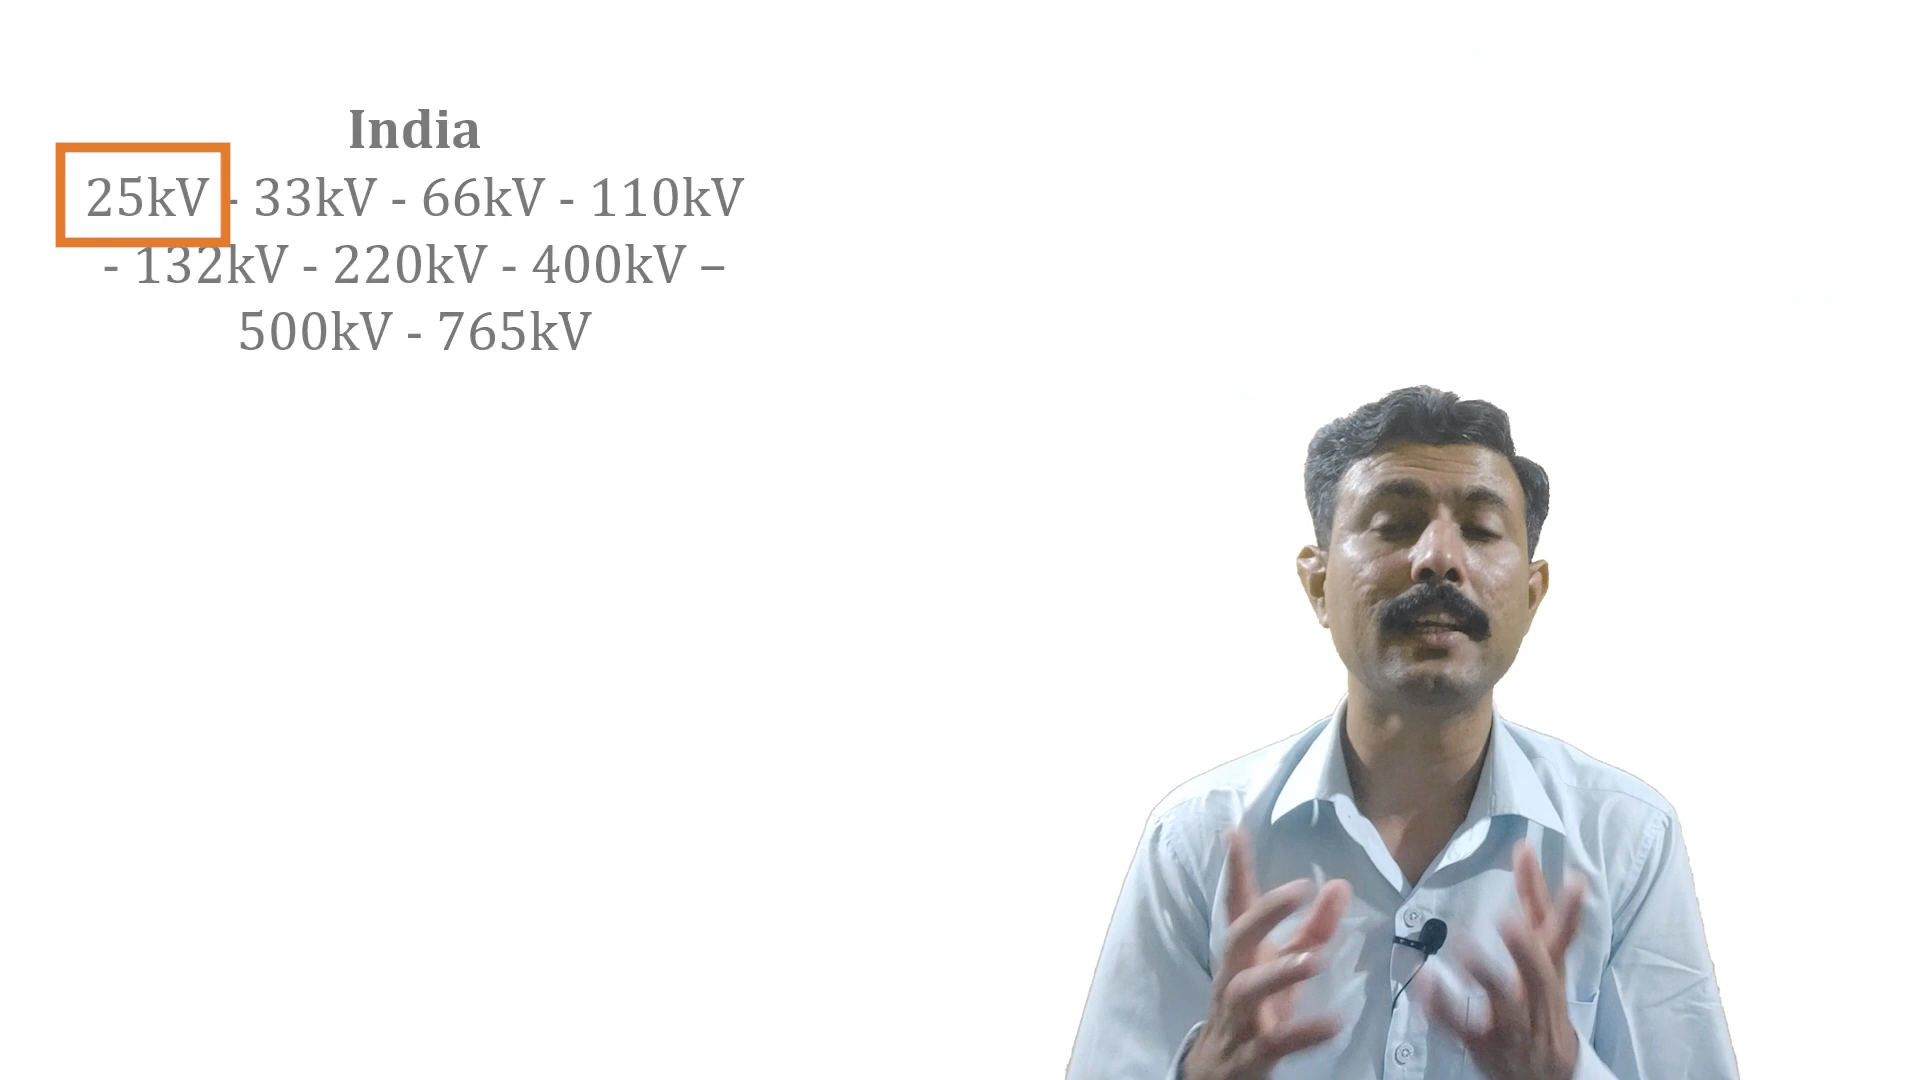 India
25kV - 33kV - 66kV - 110kV
- 132kV - 220kV - 400kV –
500kV - 765kV